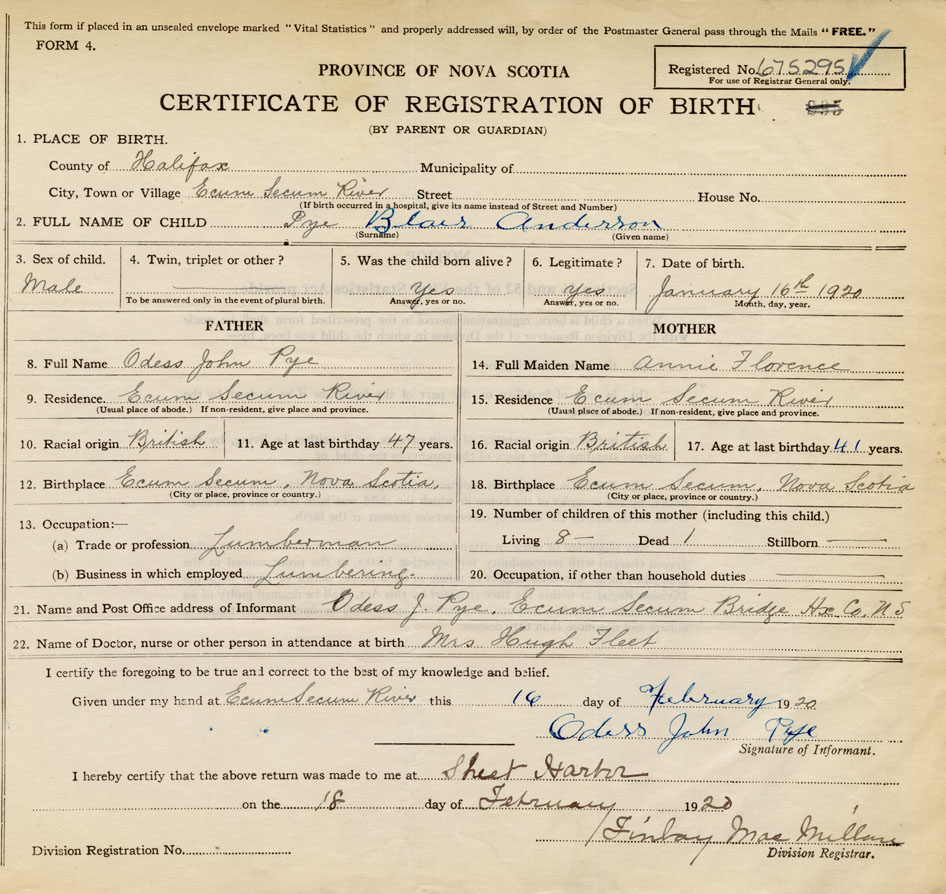 This form if placed in an unsealed envelope marked "Vital Statistics" and properly addressed will, by order of the Postmaster General pass through the Mails "FREE."
FORM 4.
Registered No. 675295
For use of Registrar General only.
PROVINCE OF NOVA SCOTIA
CERTIFICATE OF REGISTRATION OF BIRTH
(BY PARENT OR GUARDIAN)
1. PLACE OF BIRTH.
County of Halifax Municipality of
City, Town or Village Ecum Secum River Street House No.
(If birth occurred in a hospital, give its name instead of Street and Number)
2. FULL NAME OF CHILD Pye Blair Anderson
(Surname) (Given name)
3. Sex of child. 4. Twin, triplet or other? 5. Was the child born alive? 6. Legitimate? 7. Date of birth.
Male Yes Yes January 16th 1920
To be answered only in the event of plural birth. Answer, yes or no. Answer, yes or no. Month, day, year.
FATHER MOTHER
8. Full Name Odess John Pye 14. Full Maiden Name Annie Florence
9. Residence. Ecum Secum River 15. Residence Ecum Secum River
(Usual place of abode.) If non-resident, give place and province. (Usual place of abode.) If non-resident, give place and province.
10. Racial origin British 11. Age at last birthday 47 years. 16. Racial origin British 17. Age at last birthday 41 years.
12. Birthplace Ecum Secum, Nova Scotia, 18. Birthplace Ecum Secum, Nova Scotia
(City or place, province or country.) (City or place, province or country.)
13. Occupation:— 19. Number of children of this mother (including this child.)
(a) Trade or profession Lumberman Living 8 — Dead 1 Stillborn
(b) Business in which employed Lumbering. 20. Occupation, if other than household duties
21. Name and Post Office address of Informant Odess J. Pye, Ecum Secum Bridge Hx Co. N S
22. Name of Doctor, nurse or other person in attendance at birth Mrs Hugh Fleet
I certify the foregoing to be true and correct to the best of my knowledge and belief.
Given under my hand at Ecum Secum River this 16 day of February 1920
Odess John Pye
Signature of Informant.
I hereby certify that the above return was made to me at Sheet Harbor
on the 18 day of February 1920
Finlay Mac Millan
Division Registration No. Division Registrar.